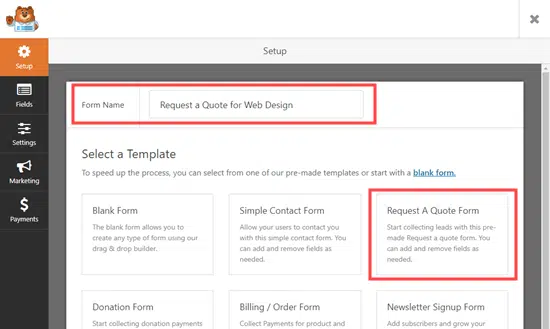 Setup
Setup
Fields
Settings
Marketing
Payments
Form Name
Request a Quote for Web Design
Select a Template
To speed up the process, you can select from one of our pre-made templates or start with a blank form.
Blank Form
The blank form allows you to
create any type of form using our
drag & drop builder.
Simple Contact Form
Allow your users to contact you
with this simple contact form. You
can add and remove fields as
needed.
Request A Quote Form
Start collecting leads with this pre-
made Request a quote form. You
can add and remove fields as
needed.
Donation Form
Start collecting donation payments
Billing / Order Form
Collect Payments for product and
Newsletter Signup Form
Add subscribers and grow your